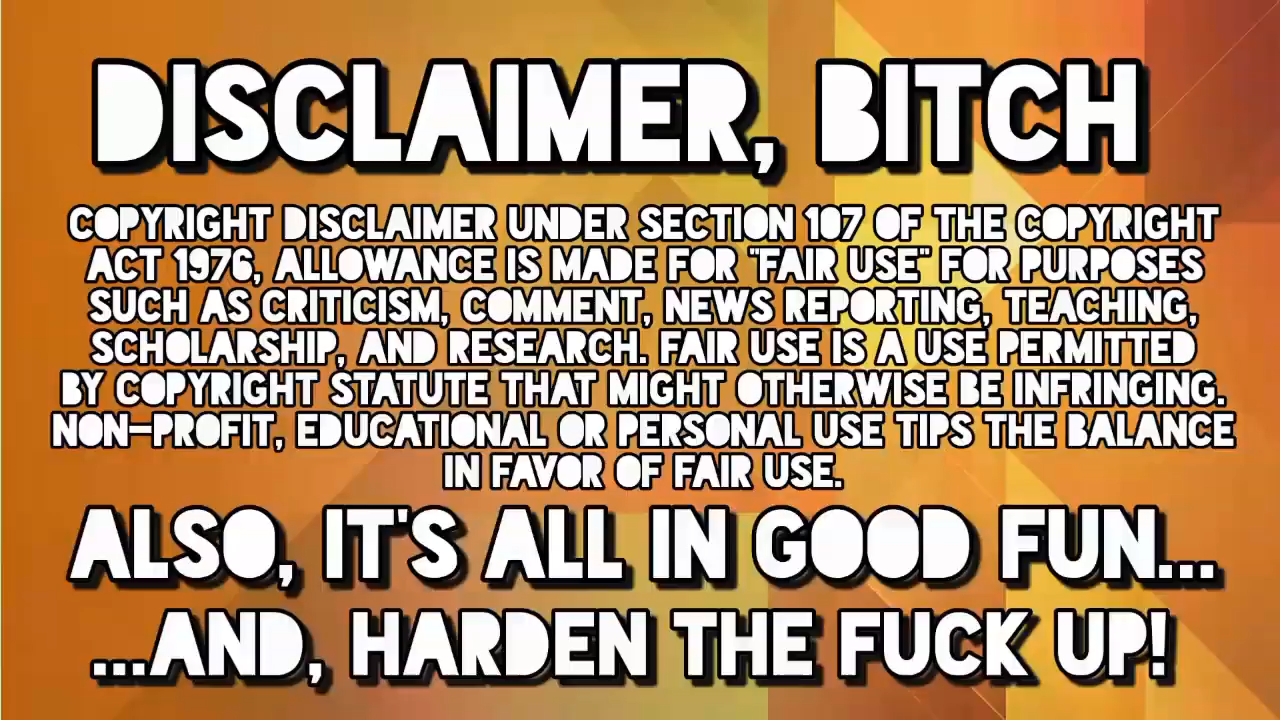 DISCLAIMER, BITCH
COPYRIGHT DISCLAIMER UNDER SECTION 107 OF THE COPYRIGHT
ACT 1976, ALLOWANCE IS MADE FOR "FAIR USE" FOR PURPOSES
SUCH AS CRITICISM, COMMENT, NEWS REPORTING, TEACHING,
SCHOLARSHIP, AND RESEARCH. FAIR USE IS A USE PERMITTED
BY COPYRIGHT STATUTE THAT MIGHT OTHERWISE BE INFRINGING.
NON-PROFIT, EDUCATIONAL OR PERSONAL USE TIPS THE BALANCE
IN FAVOR OF FAIR USE.
ALSO, IT'S ALL IN GOOD FUN...
...AND, HARDEN THE FUCK UP!